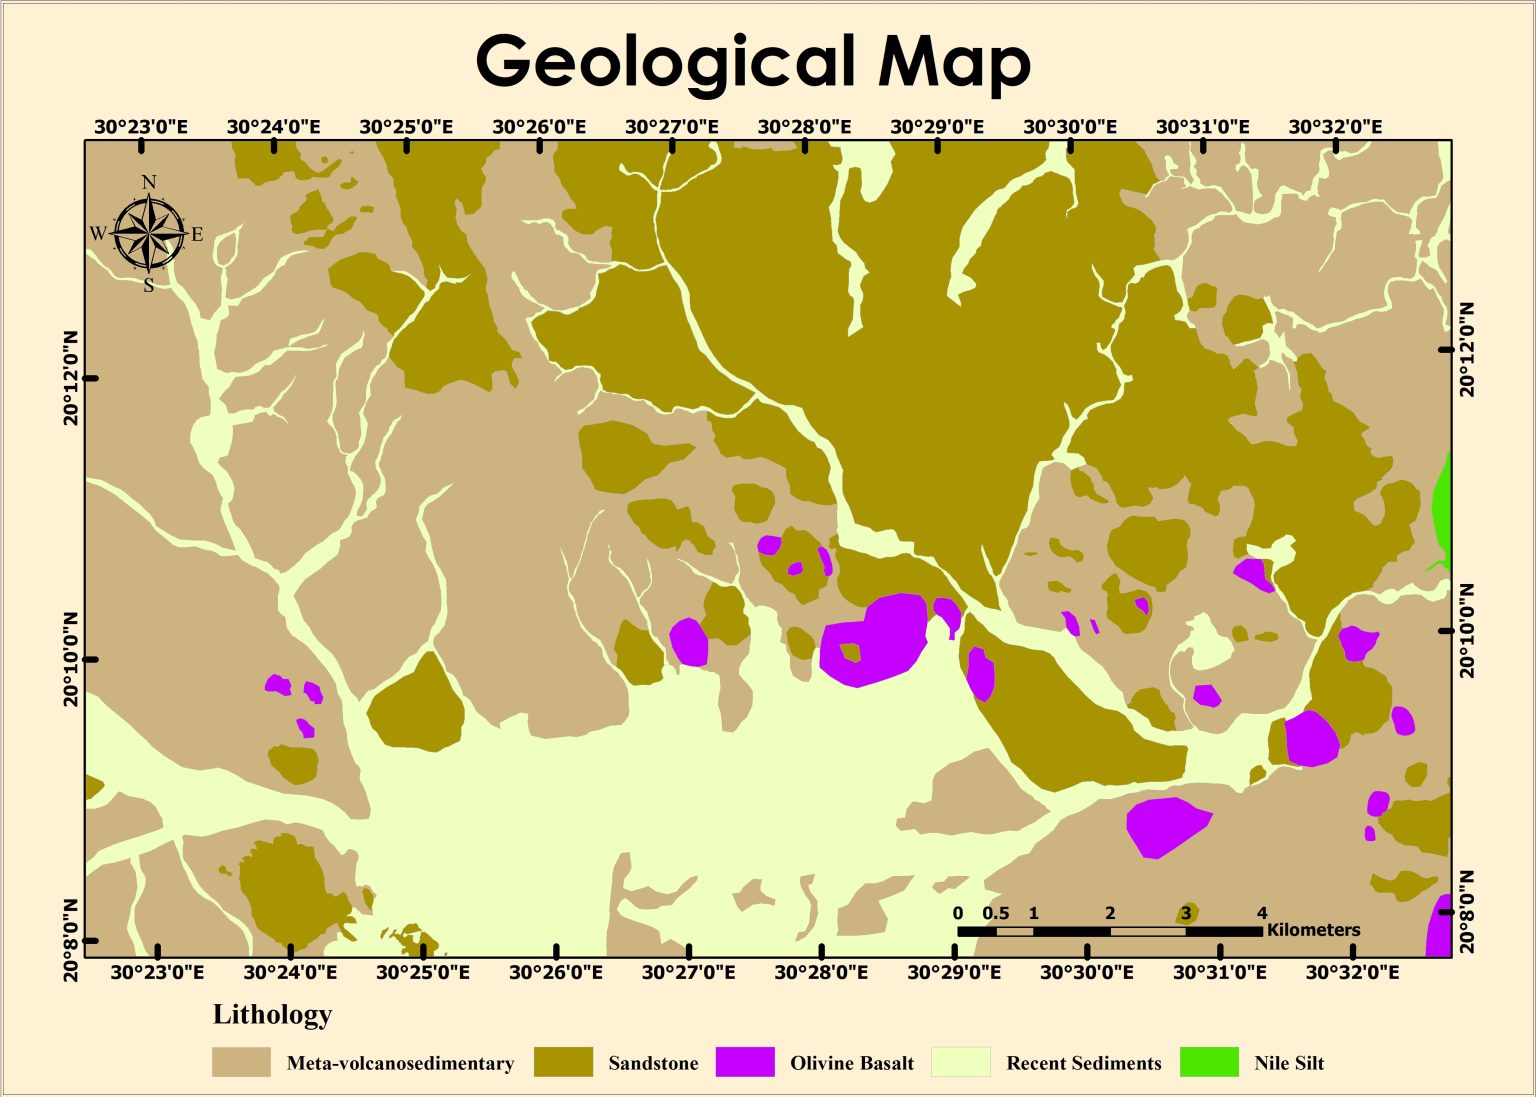 Geological Map
30°23'0"E 30°24'0"E 30°25'0"E 30°26'0"E 30°27'0"E 30°28'0"E 30°29'0"E 30°30'0"E 30°31'0"E 30°32'0"E
N
W E
S
20°12'0"N
20°12'0"N
20°10'0"N
20°10'0"N
20°8'0"N
20°8'0"N
0 0.5 1 2 3 4
Kilometers
30°23'0"E 30°24'0"E 30°25'0"E 30°26'0"E 30°27'0"E 30°28'0"E 30°29'0"E 30°30'0"E 30°31'0"E 30°32'0"E
Lithology
Meta-volcanosedimentary Sandstone Olivine Basalt Recent Sediments Nile Silt